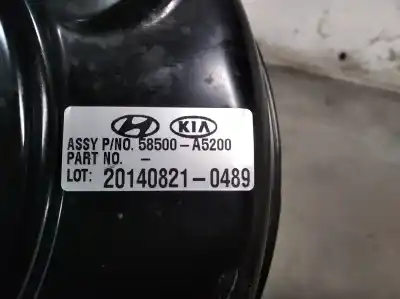 KIA
ASSY P/NO. 58500-A5200
PART NO. -
LOT: 20140821-0489